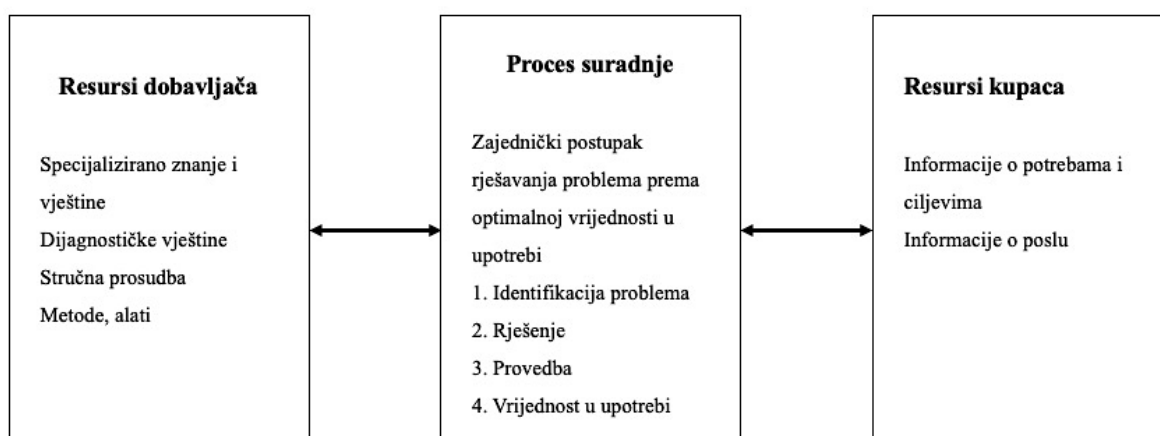 Resursi dobavljača
Specijalizirano znanje i
vještine
Dijagnostičke vještine
Stručna prosudba
Metode, alati
Proces suradnje
Zajednički postupak
rješavanja problema prema
optimalnoj vrijednosti u
upotrebi
1. Identifikacija problema
2. Rješenje
3. Provedba
4. Vrijednost u upotrebi
Resursi kupaca
Informacije o potrebama i
ciljevima
Informacije o poslu